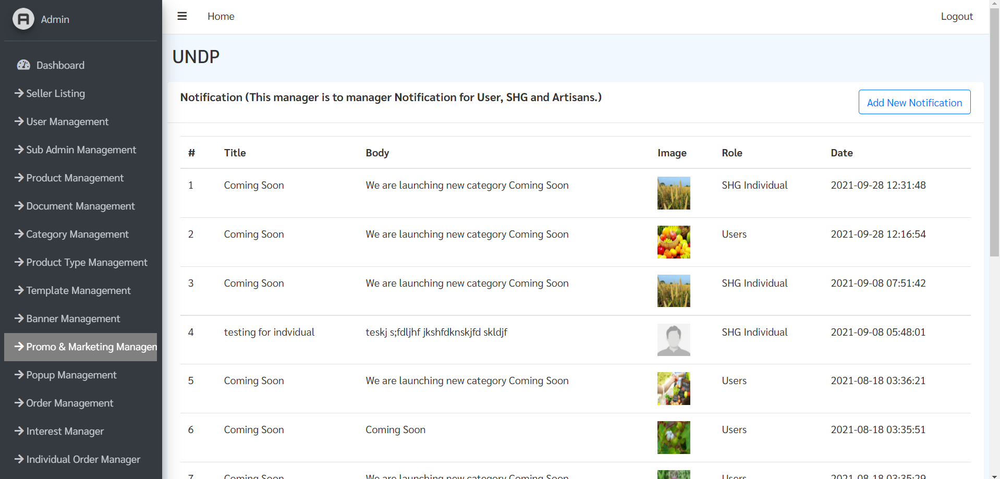 Admin
Dashboard
Seller Listing
User Management
Sub Admin Management
Product Management
Document Management
Category Management
Product Type Management
Template Management
Banner Management
Promo & Marketing Managen
Popup Management
Order Management
Interest Manager
Individual Order Manager
Home
Logout
UNDP
Notification (This manager is to manager Notification for User, SHG and Artisans.)
Add New Notification
# Title Body Image Role Date
1 Coming Soon We are launching new category Coming Soon SHG Individual 2021-09-28 12:31:48
2 Coming Soon We are launching new category Coming Soon Users 2021-09-28 12:16:54
3 Coming Soon We are launching new category Coming Soon SHG Individual 2021-09-08 07:51:42
4 testing for indvidual teskj s;fdljhf jkshfdknskjfd skldjf SHG Individual 2021-09-08 05:48:01
5 Coming Soon We are launching new category Coming Soon Users 2021-08-18 03:36:21
6 Coming Soon Coming Soon Users 2021-08-18 03:35:51
7 Coming Soon We are launching new category Coming Soon Users 2021-08-18 03:35:29